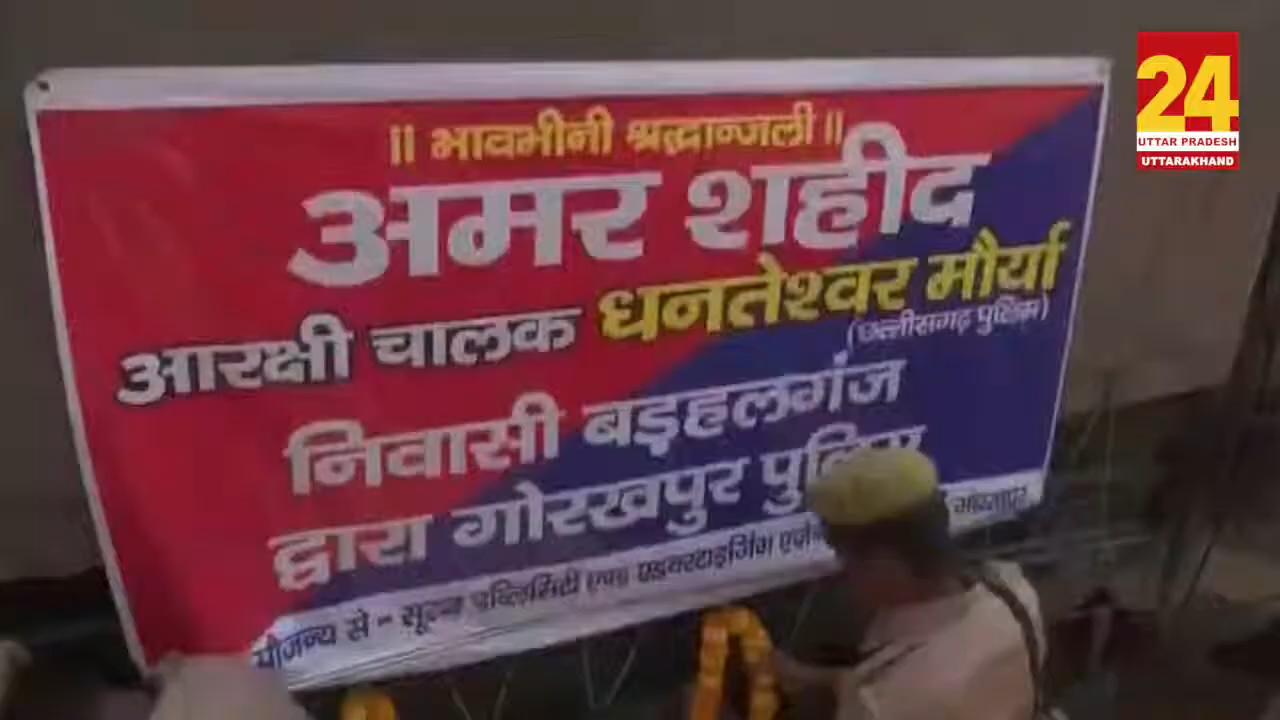 ॥ भावभीनी श्रद्धान्जली ॥
अमर शहीद
आरक्षी चालक धनतेश्वर मौर्या
(छत्तीसगढ़ पुलिस)
निवासी बड़हलगंज
द्वारा गोरखपुर पुलिस
सौजन्य से - पब्लिसिटी एण्ड एडवरटाइजिंग
24
UTTAR PRADESH
UTTARAKHAND